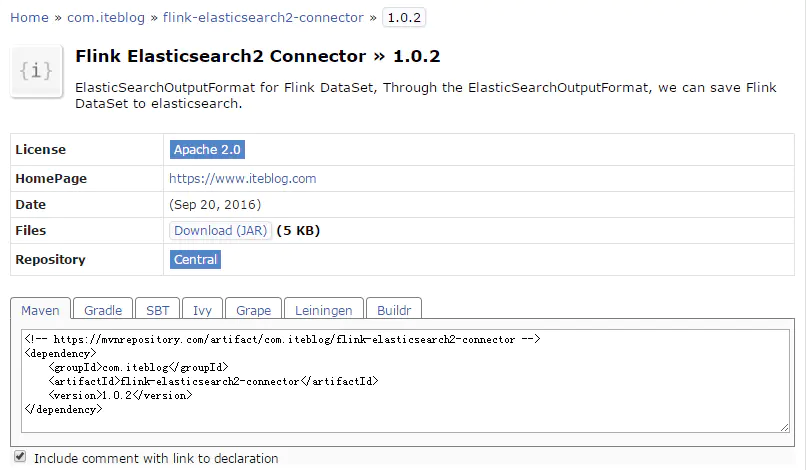 Home » com.iteblog » flink-elasticsearch2-connector » 1.0.2
{i}
Flink Elasticsearch2 Connector » 1.0.2
ElasticSearchOutputFormat for Flink DataSet, Through the ElasticSearchOutputFormat, we can save Flink
DataSet to elasticsearch.
License Apache 2.0
HomePage https://www.iteblog.com
Date (Sep 20, 2016)
Files Download (JAR) (5 KB)
Repository Central
Maven Gradle SBT Ivy Grape Leiningen Buildr
<!-- https://mvnrepository.com/artifact/com.iteblog/flink-elasticsearch2-connector -->
<dependency>
    <groupId>com.iteblog</groupId>
    <artifactId>flink-elasticsearch2-connector</artifactId>
    <version>1.0.2</version>
</dependency>
Include comment with link to declaration